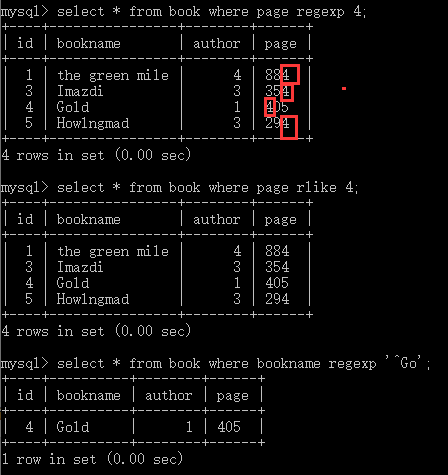 mysql> select * from book where page regexp 4;
+----+----------------+--------+------+
| id | bookname | author | page |
+----+----------------+--------+------+
| 1 | the green mile | 4 | 884 |
| 3 | Imazdi | 3 | 354 |
| 4 | Gold | 1 | 405 |
| 5 | Howlngmad | 3 | 294 |
+----+----------------+--------+------+
4 rows in set (0.00 sec)
mysql> select * from book where page rlike 4;
+----+----------------+--------+------+
| id | bookname | author | page |
+----+----------------+--------+------+
| 1 | the green mile | 4 | 884 |
| 3 | Imazdi | 3 | 354 |
| 4 | Gold | 1 | 405 |
| 5 | Howlngmad | 3 | 294 |
+----+----------------+--------+------+
4 rows in set (0.00 sec)
mysql> select * from book where bookname regexp '^Go';
+----+----------+--------+------+
| id | bookname | author | page |
+----+----------+--------+------+
| 4 | Gold | 1 | 405 |
+----+----------+--------+------+
1 row in set (0.00 sec)